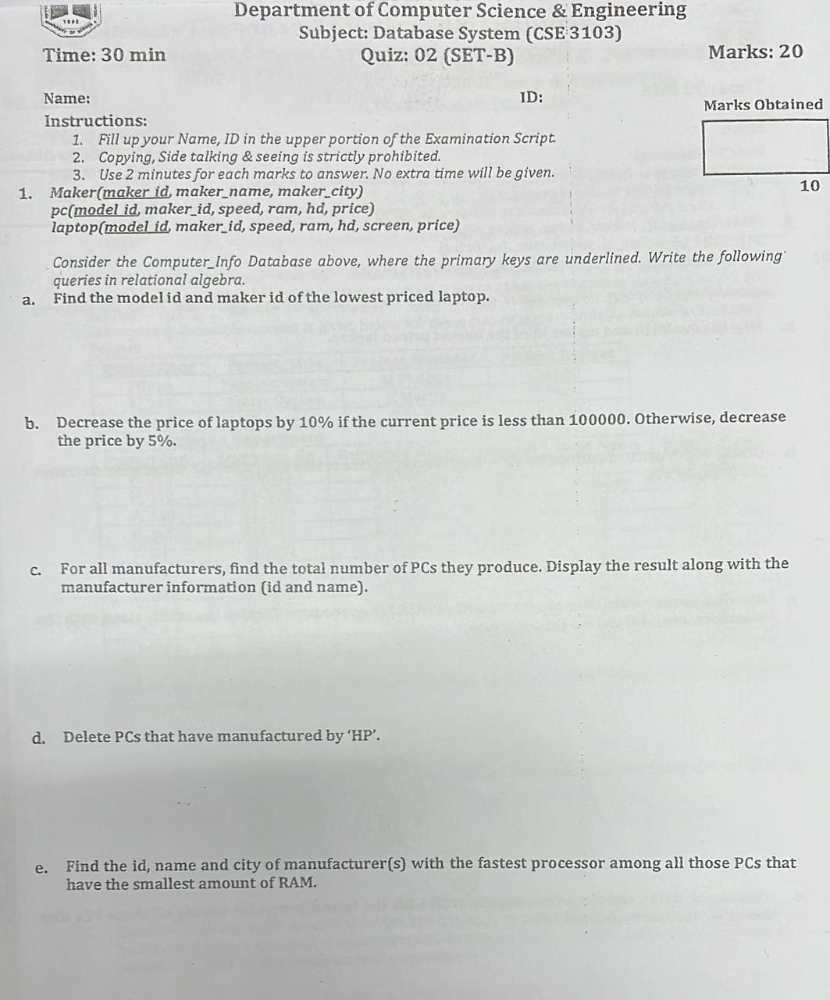 Department of Computer Science & Engineering
Subject: Database System (CSE 3103)
Time: 30 min
Quiz: 02 (SET-B)
Marks: 20
Name:
ID:
Marks Obtained
Instructions:
1. Fill up your Name, ID in the upper portion of the Examination Script.
2. Copying, Side talking & seeing is strictly prohibited.
3. Use 2 minutes for each marks to answer. No extra time will be given.
10
1. Maker(maker_id, maker_name, maker_city)
pc(model_id, maker_id, speed, ram, hd, price)
laptop(model_id, maker_id, speed, ram, hd, screen, price)
Consider the Computer_Info Database above, where the primary keys are underlined. Write the following
queries in relational algebra.
a. Find the model id and maker id of the lowest priced laptop.
b. Decrease the price of laptops by 10% if the current price is less than 100000. Otherwise, decrease
the price by 5%.
c. For all manufacturers, find the total number of PCs they produce. Display the result along with the
manufacturer information (id and name).
d. Delete PCs that have manufactured by ‘HP’.
e. Find the id, name and city of manufacturer(s) with the fastest processor among all those PCs that
have the smallest amount of RAM.